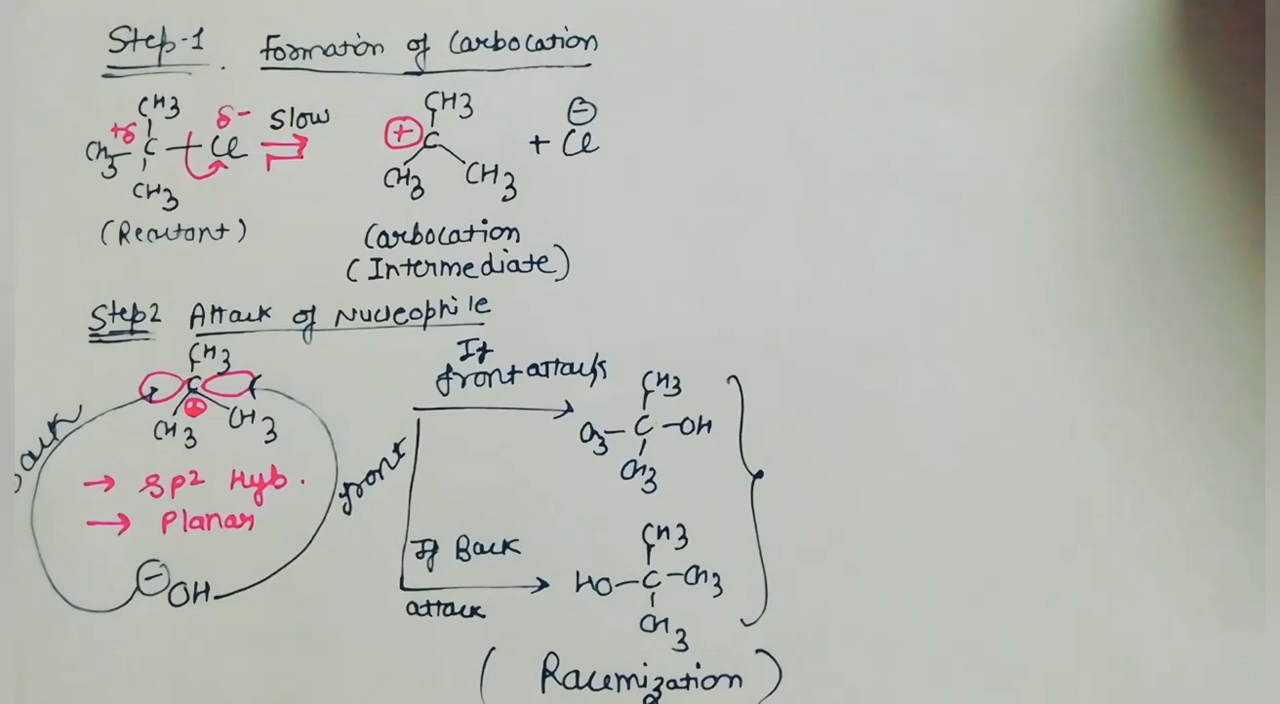 Step-1. Formation of Carbocation
CH3
+δ δ- Slow
CH3-C-Cl
CH3
(Reactant)
CH3
⊕ C + Cl ⊖
CH3 CH3
Carbocation
(Intermediate)
Step2 Attack of Nucleophile
CH3
C
CH3 ⊕ CH3
→ SP2 Hyb.
→ Planar
⊖OH
front
If
front attacks
CH3
CH3-C-OH
CH3
If Back
attack
CH3
HO-C-CH3
CH3
(Racemization)